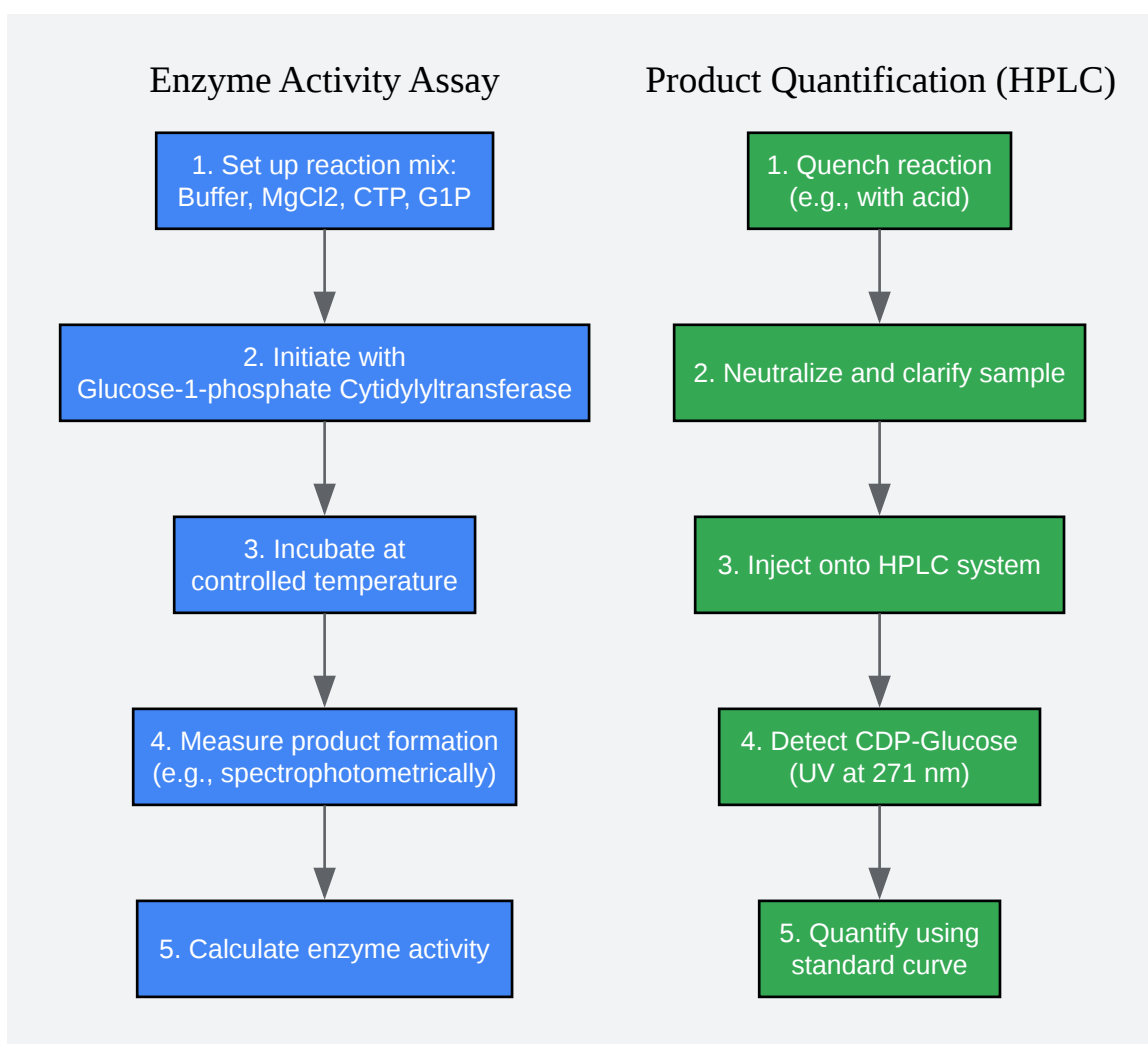 Enzyme Activity Assay
1. Set up reaction mix:
Buffer, MgCl2, CTP, G1P
2. Initiate with
Glucose-1-phosphate Cytidylyltransferase
3. Incubate at
controlled temperature
4. Measure product formation
(e.g., spectrophotometrically)
5. Calculate enzyme activity
Product Quantification (HPLC)
1. Quench reaction
(e.g., with acid)
2. Neutralize and clarify sample
3. Inject onto HPLC system
4. Detect CDP-Glucose
(UV at 271 nm)
5. Quantify using
standard curve